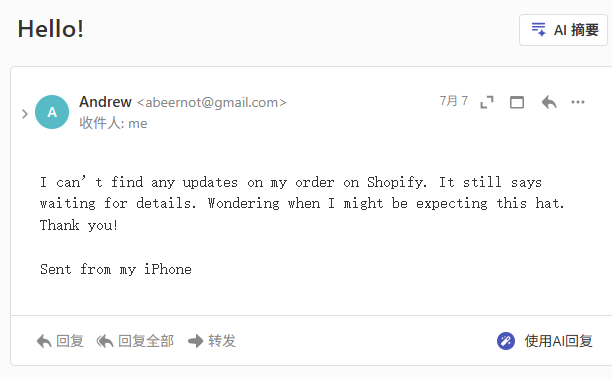 Hello!
AI 摘要
A
Andrew <abeernot@gmail.com>
7月 7
收件人: me
I can't find any updates on my order on Shopify. It still says
waiting for details. Wondering when I might be expecting this hat.
Thank you!
Sent from my iPhone
回复
回复全部
转发
使用AI回复